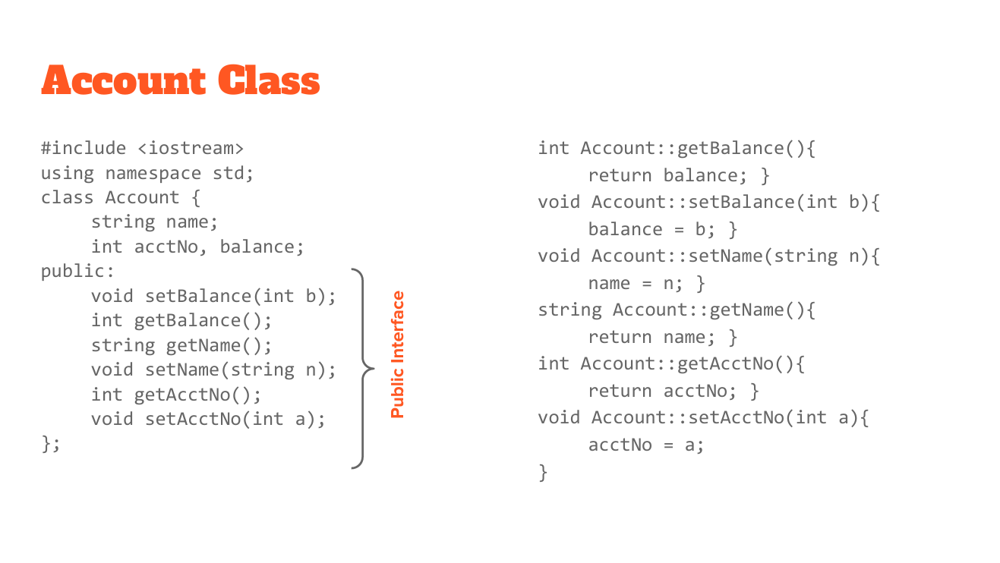 Account Class
#include <iostream>
using namespace std;
class Account {
string name;
int acctNo, balance;
public:
void setBalance(int b);
int getBalance();
string getName();
void setName(string n);
int getAcctNo();
void setAcctNo(int a);
};
Public Interface
int Account::getBalance(){
return balance; }
void Account::setBalance(int b){
balance = b; }
void Account::setName(string n){
name = n; }
string Account::getName(){
return name; }
int Account::getAcctNo(){
return acctNo; }
void Account::setAcctNo(int a){
acctNo = a;
}